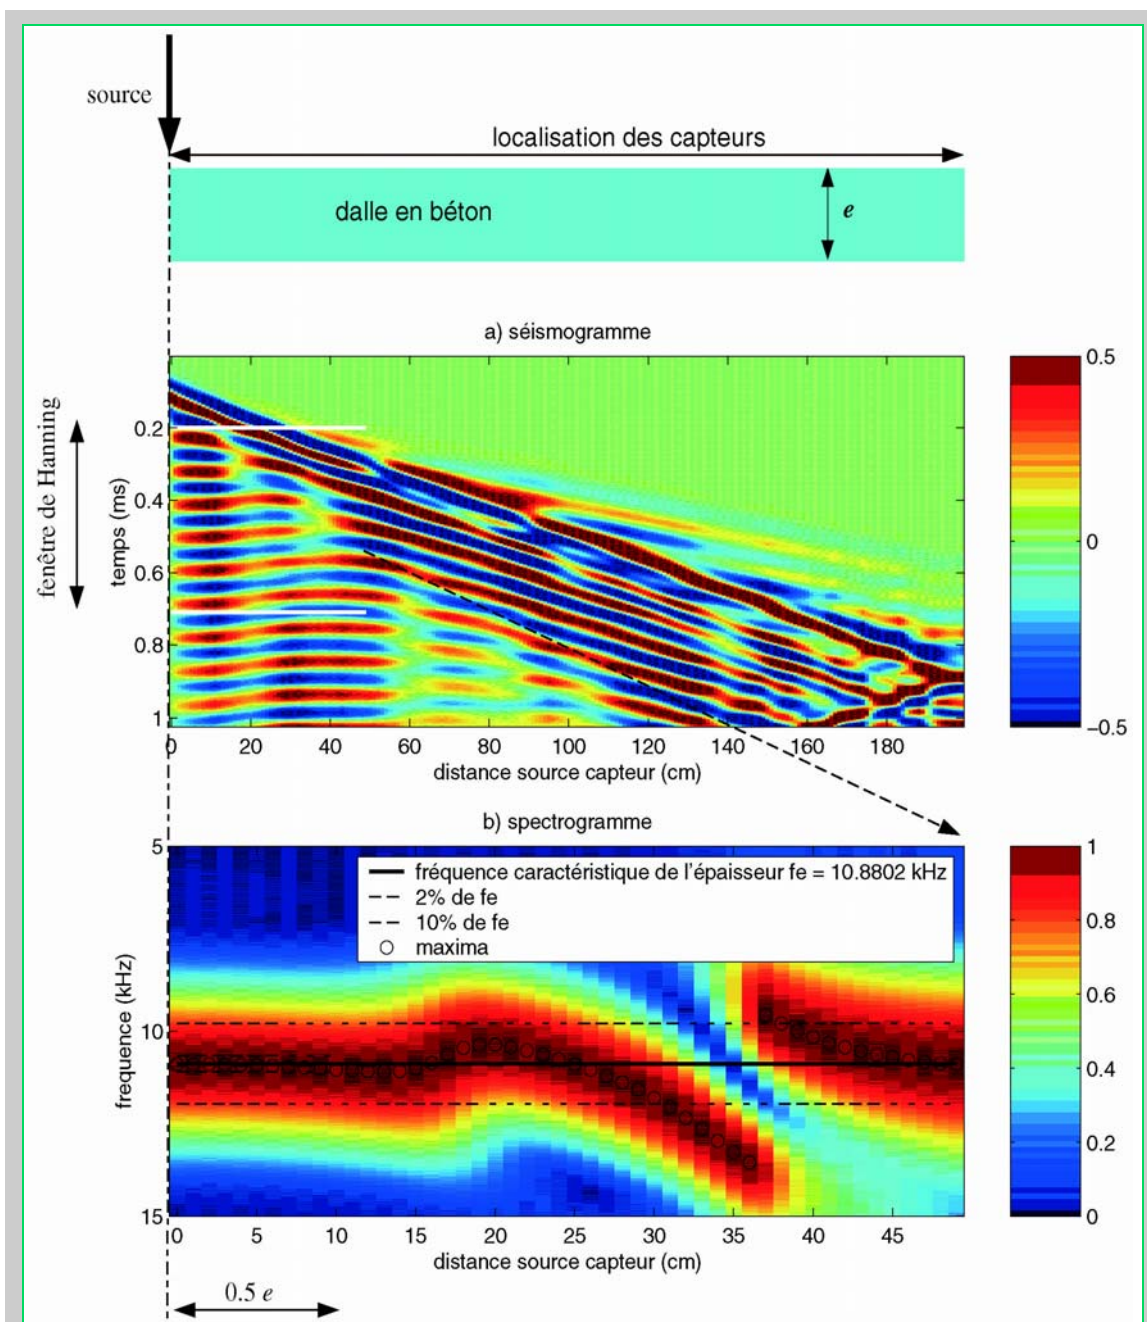 source
localisation des capteurs
dalle en béton
e
a) séismogramme
fenêtre de Hanning
temps (ms)
0.2
0.4
0.6
0.8
1
0 20 40 60 80 100 120 140 160 180
distance source capteur (cm)
0.5
0
−0.5
b) spectrogramme
fréquence caractéristique de l'épaisseur fe = 10.8802 kHz
2% de fe
10% de fe
maxima
frequence (kHz)
5
10
15
0 5 10 15 20 25 30 35 40 45
distance source capteur (cm)
1
0.8
0.6
0.4
0.2
0
0.5 e